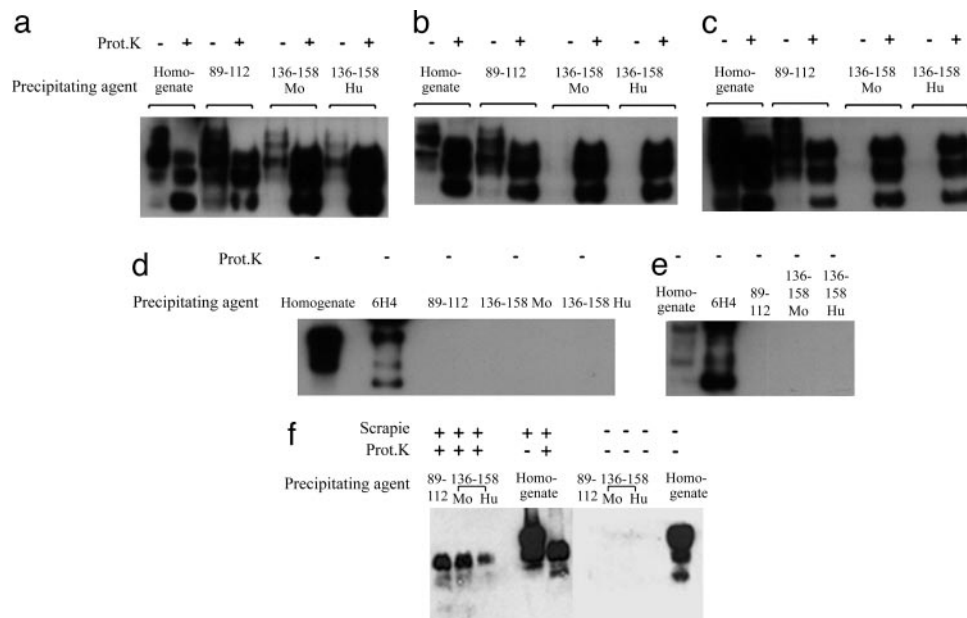 a
Prot.K - + - + - + - +
Precipitating agent Homo-genate 89-112 136-158 Mo 136-158 Hu
b
- + - + - + - +
Homo-genate 89-112 136-158 Mo 136-158 Hu
c
- + - + - + - +
Homo-genate 89-112 136-158 Mo 136-158 Hu
d
Prot.K - - - - -
Precipitating agent Homogenate 6H4 89-112 136-158 Mo 136-158 Hu
e
- - - - -
Homo-genate 6H4 89-112 136-158 Mo 136-158 Hu
f
Scrapie + + + + + - - - -
Prot.K + + + - + - - - -
Precipitating agent 89-112 136-158 Mo Hu Homo-genate 89-112 136-158 Mo Hu Homo-genate